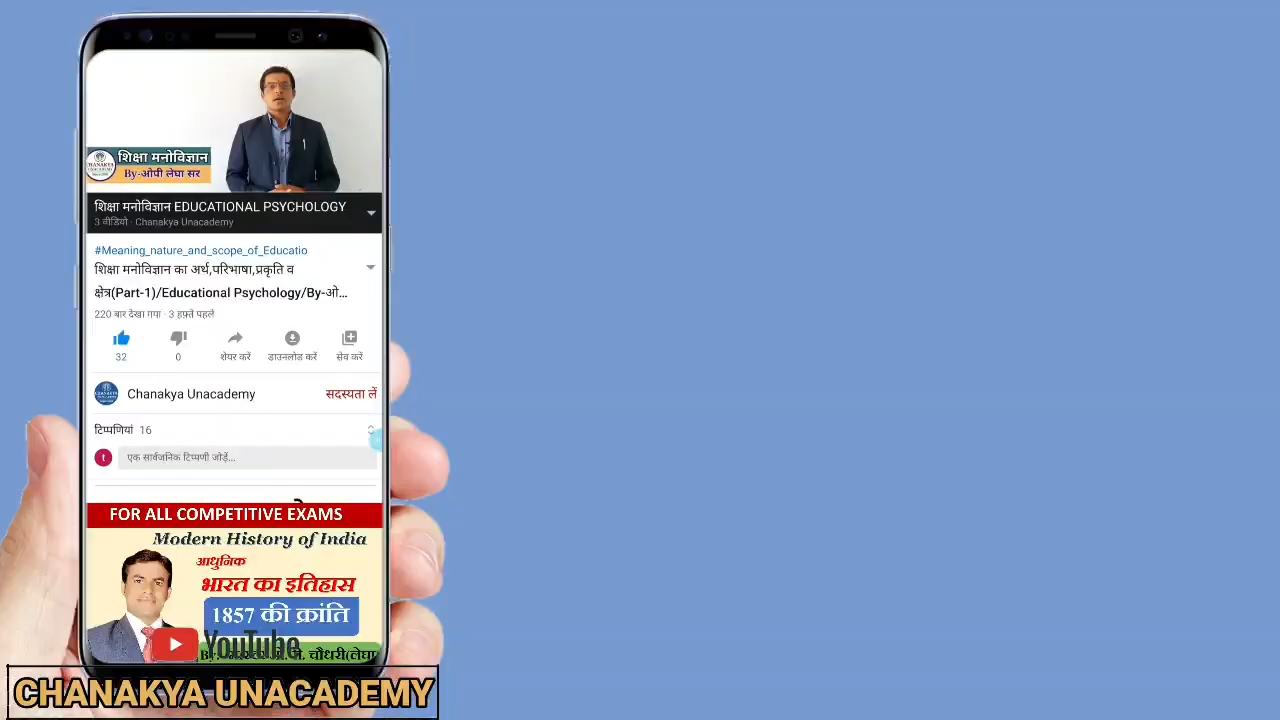 शिक्षा मनोविज्ञान
By-ओपी लेघा सर
शिक्षा मनोविज्ञान EDUCATIONAL PSYCHOLOGY
3 वीडियो · Chanakya Unacademy
#Meaning_nature_and_scope_of_Educatio
शिक्षा मनोविज्ञान का अर्थ,परिभाषा,प्रकृति व
क्षेत्र(Part-1)/Educational Psychology/By-ओ...
220 बार देखा गया · 3 हफ़्ते पहले
32
0
शेयर करें
डाउनलोड करें
सेव करें
Chanakya Unacademy
सदस्यता लें
टिप्पणियां 16
t
एक सार्वजनिक टिप्पणी जोड़ें...
FOR ALL COMPETITIVE EXAMS
Modern History of India
आधुनिक
भारत का इतिहास
1857 की क्रांति
YouTube
By: चौधरी(लेघा
CHANAKYA UNACADEMY